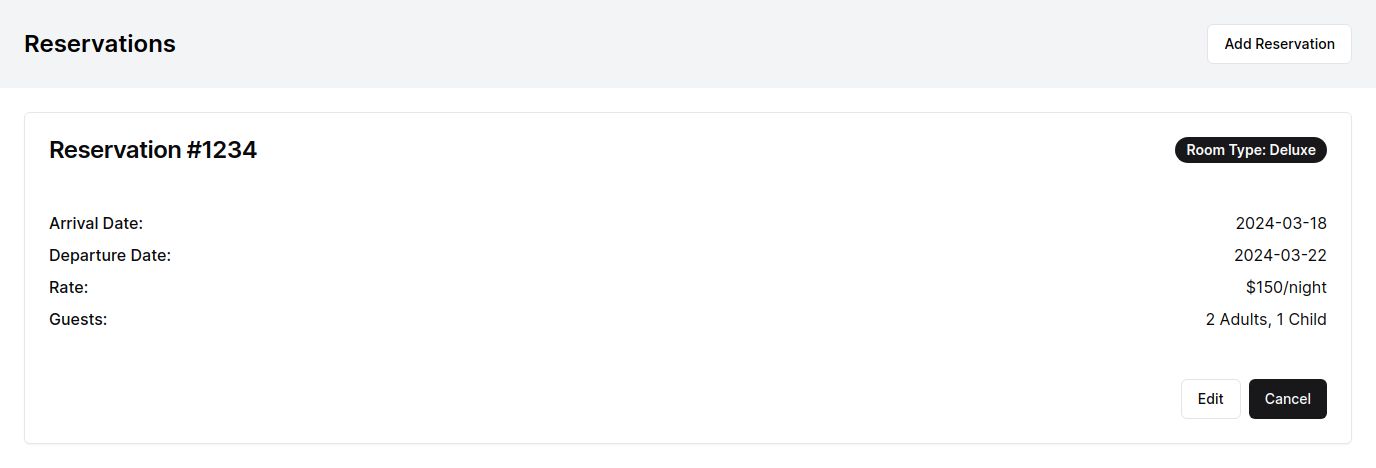 Reservations
Add Reservation
Reservation #1234
Room Type: Deluxe
Arrival Date: 2024-03-18
Departure Date: 2024-03-22
Rate: $150/night
Guests: 2 Adults, 1 Child
Edit Cancel